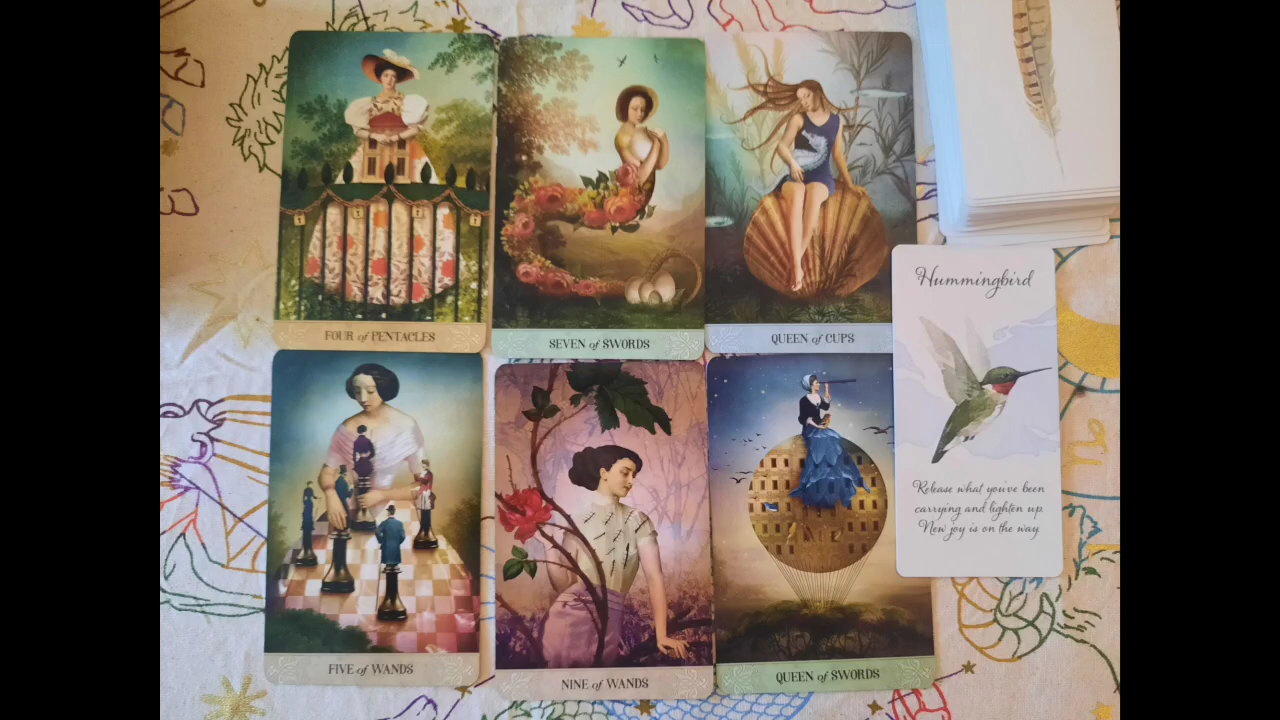 FOUR of PENTACLES
SEVEN of SWORDS
QUEEN of CUPS
Hummingbird
Release what you've been
carrying and lighten up.
New joy is on the way
FIVE of WANDS
NINE of WANDS
QUEEN of SWORDS